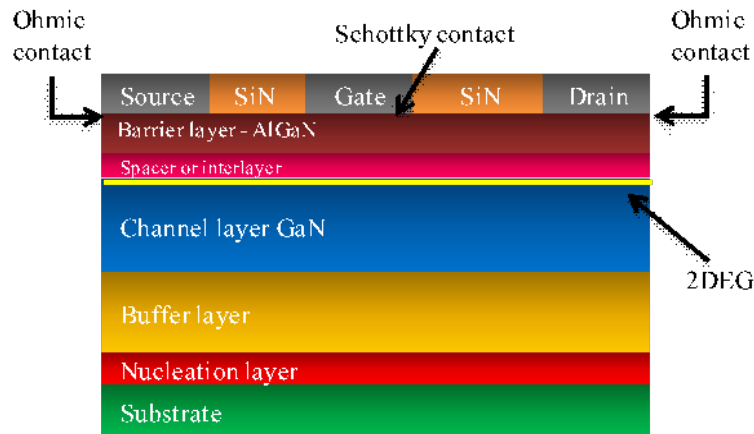 Ohmic
contact
Schottky contact
Ohmic
contact
Source SiN Gate SiN Drain
Barrier layer - AlGaN
Spacer or interlayer
Channel layer GaN
2DEG
Buffer layer
Nucleation layer
Substrate